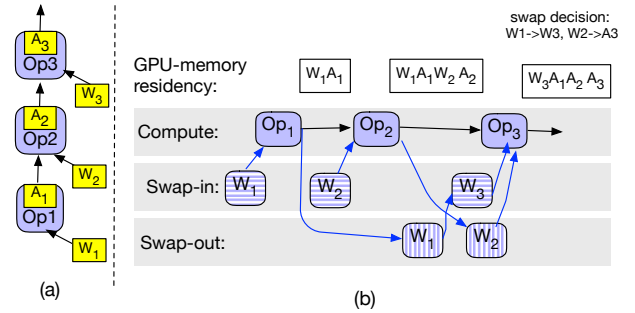 A3
Op3
W3
A2
Op2
W2
A1
Op1
W1
(a)
swap decision:
W1->W3, W2->A3
GPU-memory
residency:
W1A1
W1A1W2 A2
W3A1A2 A3
Compute:
Op1
Op2
Op3
Swap-in:
W1
W2
W3
Swap-out:
W1
W2
(b)